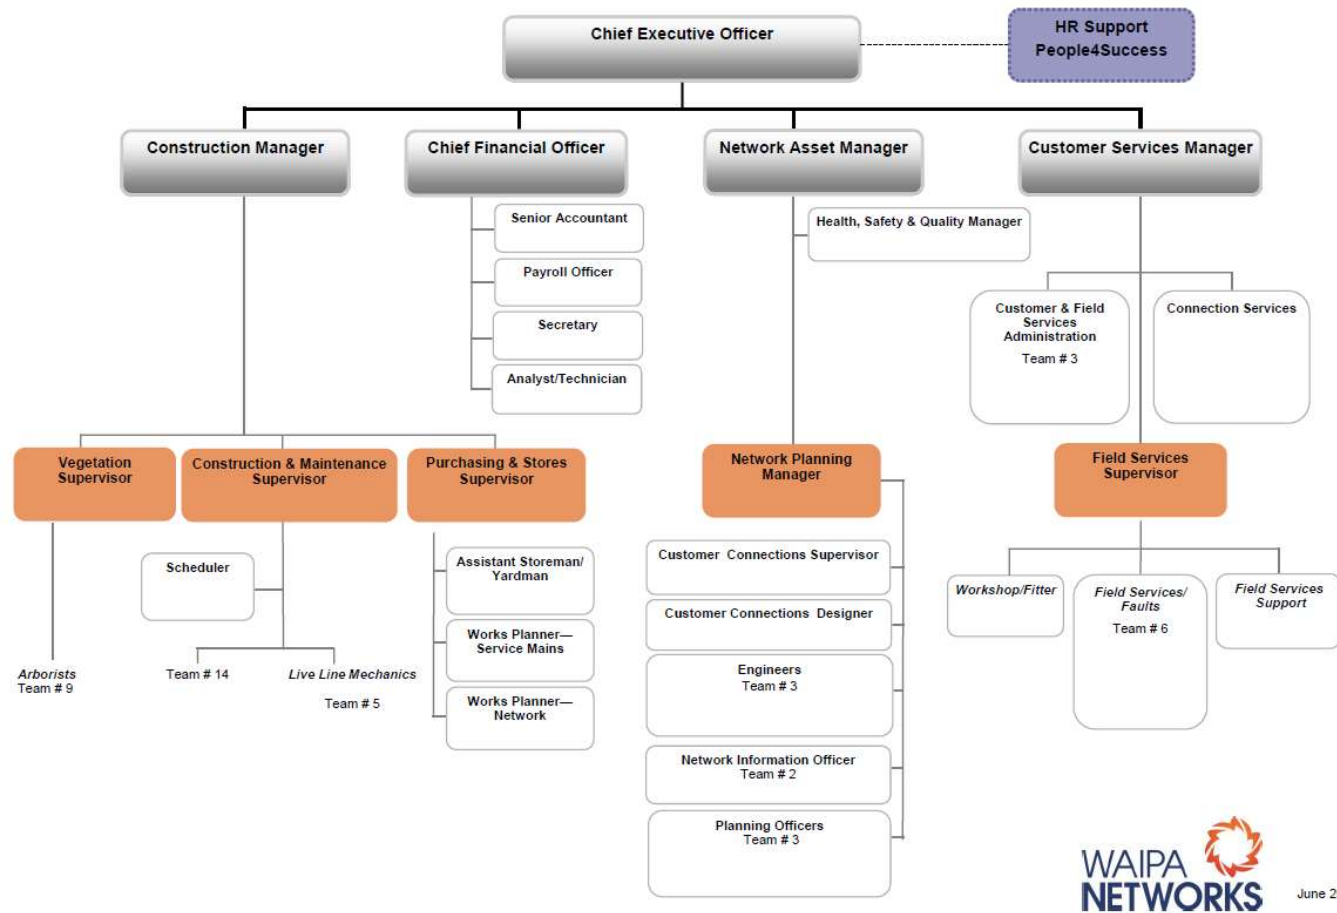 Chief Executive Officer
HR Support
People4Success
Construction Manager
Chief Financial Officer
Network Asset Manager
Customer Services Manager
Senior Accountant
Payroll Officer
Secretary
Analyst/Technician
Health, Safety & Quality Manager
Customer & Field
Services
Administration
Team # 3
Connection Services
Vegetation
Supervisor
Construction & Maintenance
Supervisor
Purchasing & Stores
Supervisor
Network Planning
Manager
Field Services
Supervisor
Scheduler
Arborists
Team # 9
Team # 14
Live Line Mechanics
Team # 5
Assistant Storeman/
Yardman
Works Planner—
Service Mains
Works Planner—
Network
Customer  Connections Supervisor
Customer Connections  Designer
Engineers
Team # 3
Network Information Officer
Team # 2
Planning Officers
Team # 3
Workshop/Fitter
Field Services/
Faults
Team # 6
Field Services
Support
WAIPA
NETWORKS
June 2